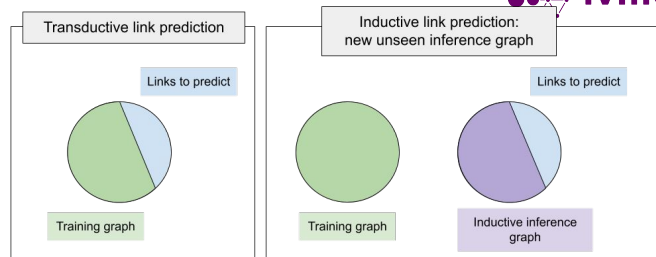 Transductive link prediction
Links to predict
Training graph
Inductive link prediction:
new unseen inference graph
Links to predict
Training graph
Inductive inference
graph